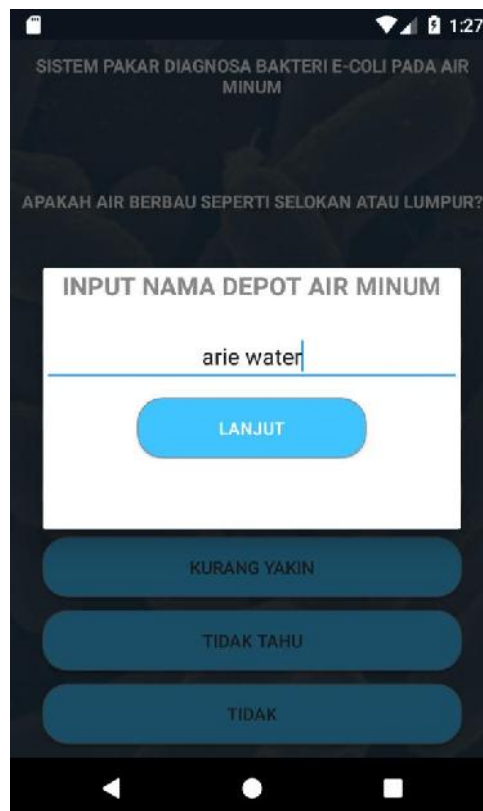 1:27
SISTEM PAKAR DIAGNOSA BAKTERI E-COLI PADA AIR
MINUM
APAKAH AIR BERBAU SEPERTI SELOKAN ATAU LUMPUR?
INPUT NAMA DEPOT AIR MINUM
arie water
LANJUT
KURANG YAKIN
TIDAK TAHU
TIDAK